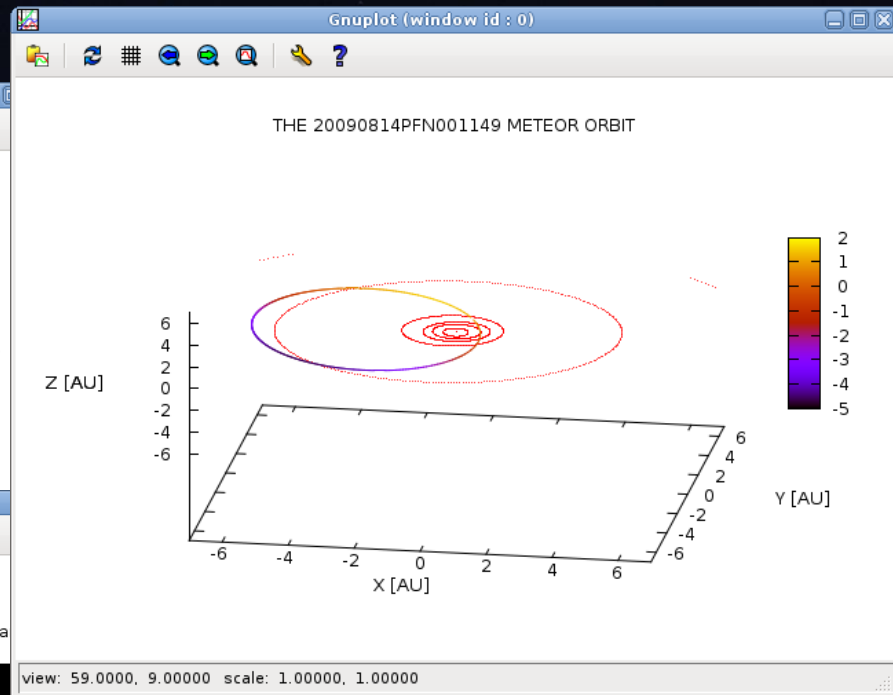 Gnuplot (window id : 0)
THE 20090814PFN001149 METEOR ORBIT
2
1
0
-1
-2
-3
-4
-5
6
4
2
0
-2
-4
-6
Z [AU]
6
4
2
0
-2
-4
-6
Y [AU]
-6 -4 -2 0 2 4 6
X [AU]
a
view: 59.0000, 9.00000 scale: 1.00000, 1.00000